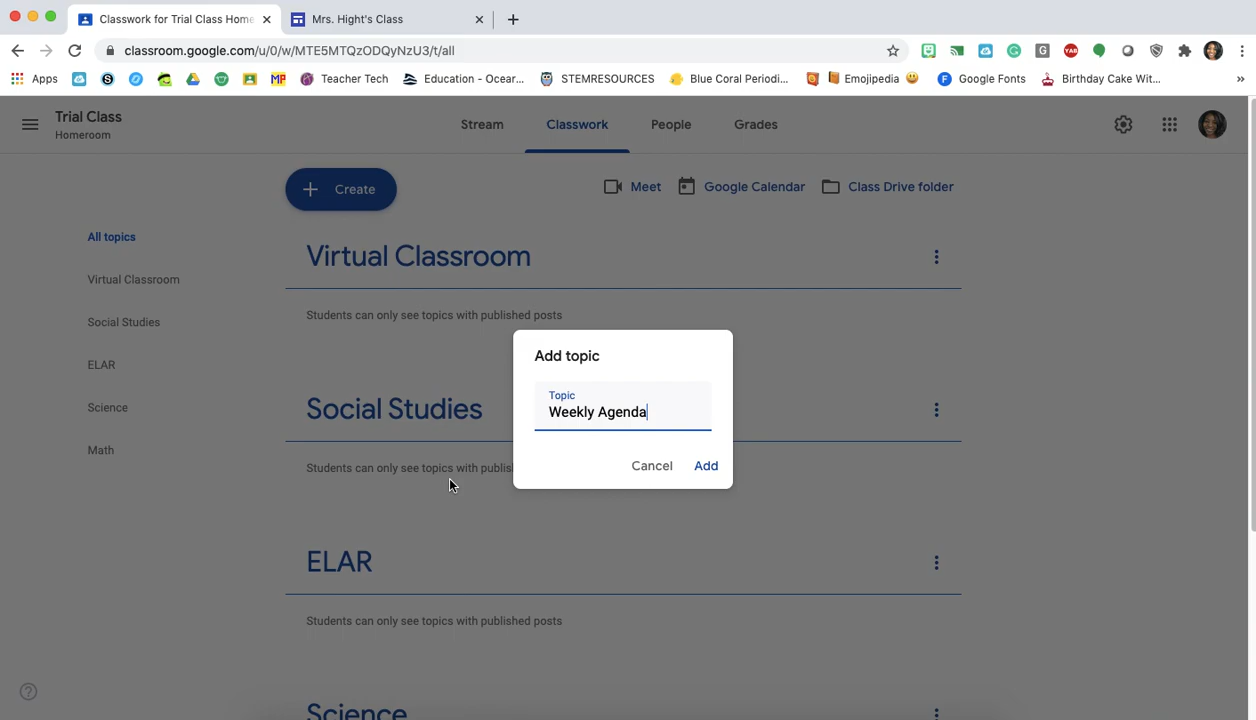 Classwork for Trial Class Home
Mrs. Hight's Class
classroom.google.com/u/0/w/MTE5MTQzODQyNzU3/t/all
Apps
Teacher Tech
Education - Ocear...
STEMRESOURCES
Blue Coral Periodi...
Emojipedia 😃
Google Fonts
Birthday Cake Wit...
Trial Class
Homeroom
Stream
Classwork
People
Grades
Create
Meet
Google Calendar
Class Drive folder
All topics
Virtual Classroom
Social Studies
ELAR
Science
Math
Virtual Classroom
Students can only see topics with published posts
Social Studies
Students can only see topics with publis
ELAR
Students can only see topics with published posts
Science
Add topic
Topic
Weekly Agenda
Cancel
Add